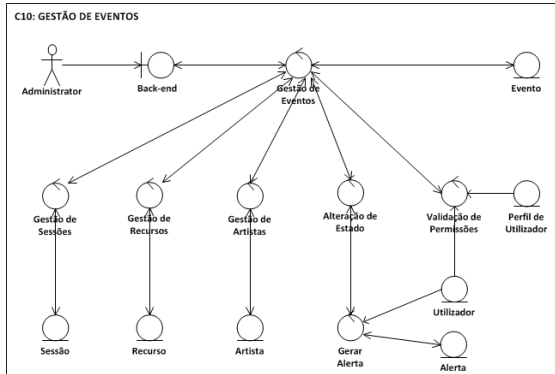 C10: GESTÃO DE EVENTOS
Administrator
Back-end
Gestão de
Eventos
Evento
Gestão de
Sessões
Gestão de
Recursos
Gestão de
Artistas
Alteração de
Estado
Validação de
Permissões
Perfil de
Utilizador
Utilizador
Sessão
Recurso
Artista
Gerar
Alerta
Alerta